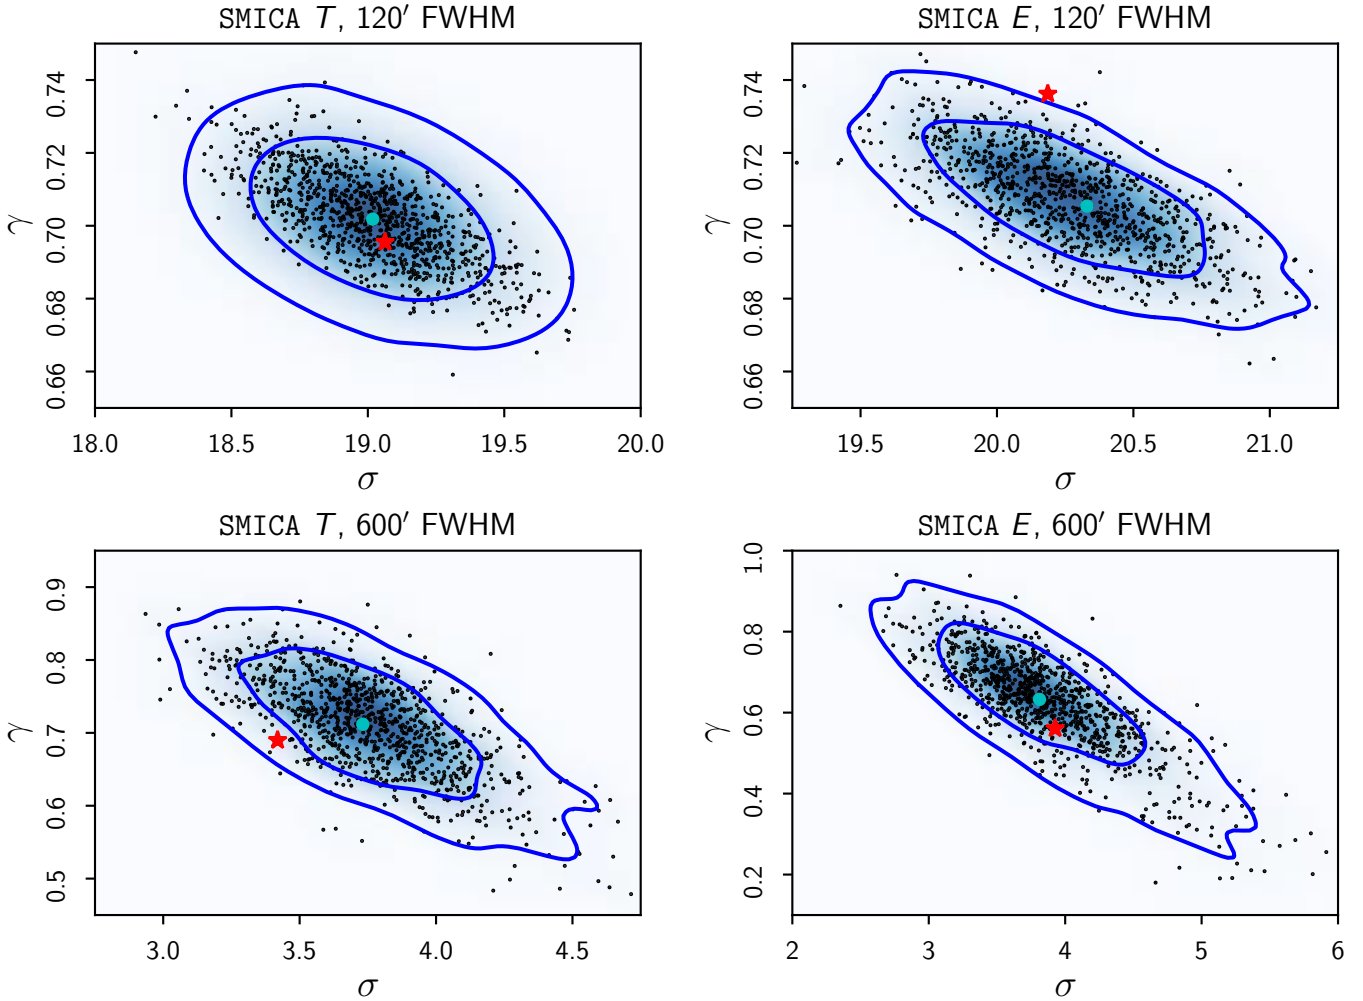 SMICA T, 120′ FWHM
γ
0.74
0.72
0.70
0.68
0.66
18.0 18.5 19.0 19.5 20.0
σ
SMICA E, 120′ FWHM
γ
0.74
0.72
0.70
0.68
0.66
19.5 20.0 20.5 21.0
σ
SMICA T, 600′ FWHM
γ
0.9
0.8
0.7
0.6
0.5
3.0 3.5 4.0 4.5
σ
SMICA E, 600′ FWHM
γ
1.0
0.8
0.6
0.4
0.2
2 3 4 5 6
σ